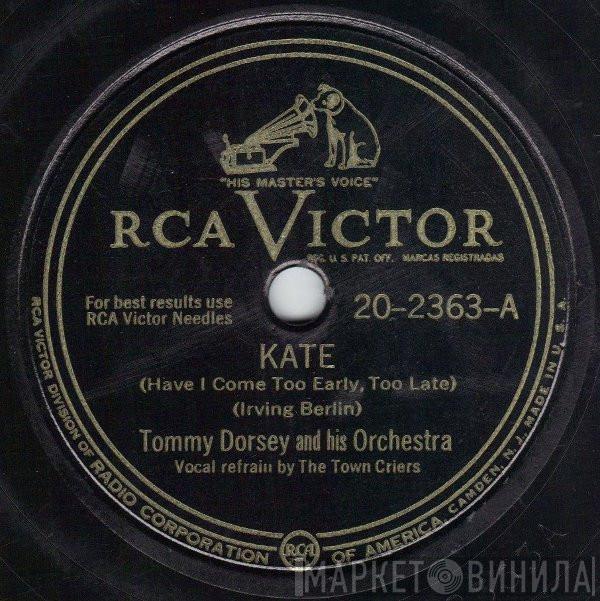 "HIS MASTER'S VOICE"
RCA VICTOR
REG. U. S. PAT. OFF. MARCAS REGISTRADAS
For best results use
RCA Victor Needles
20-2363-A
KATE
(Have I Come Too Early, Too Late)
(Irving Berlin)
Tommy Dorsey and his Orchestra
Vocal refrain by The Town Criers
RCA VICTOR DIVISION OF RADIO CORPORATION OF AMERICA, CAMDEN, N. J. MADE IN U. S. A.
RCA
МАРКЕТ ВИНИЛА